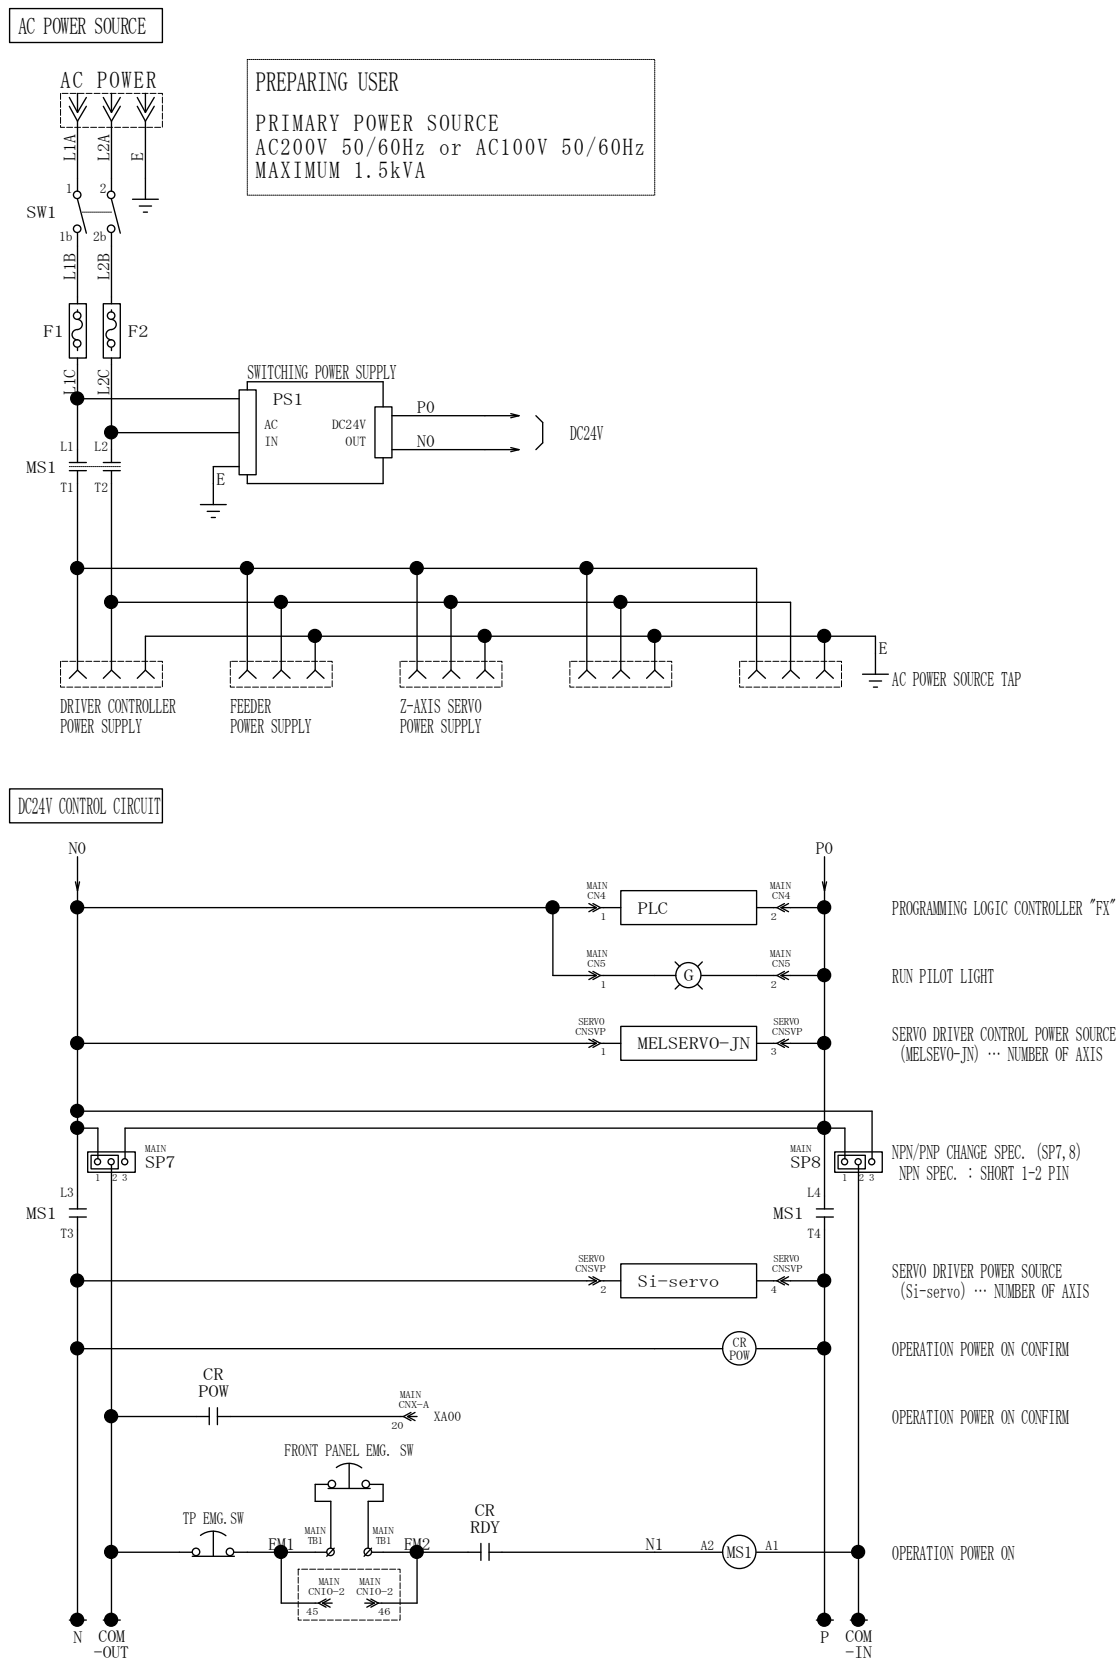 AC POWER SOURCE
AC POWER
PREPARING USER
PRIMARY POWER SOURCE
AC200V 50/60Hz or AC100V 50/60Hz
MAXIMUM 1.5kVA
L1A
L2A
E
1
2
SW1
1b
2b
L1B
L2B
F1
F2
L1C
L2C
SWITCHING POWER SUPPLY
PS1
AC
IN
DC24V
OUT
P0
N0
DC24V
E
L1
L2
MS1
T1
T2
E
AC POWER SOURCE TAP
DRIVER CONTROLLER
POWER SUPPLY
FEEDER
POWER SUPPLY
Z-AXIS SERVO
POWER SUPPLY
DC24V CONTROL CIRCUIT
N0
P0
MAIN
CN4
1
PLC
MAIN
CN4
2
PROGRAMMING LOGIC CONTROLLER "FX"
MAIN
CN5
1
G
MAIN
CN5
2
RUN PILOT LIGHT
SERVO
CNSVP
1
MELSERVO-JN
SERVO
CNSVP
3
SERVO DRIVER CONTROL POWER SOURCE
(MELSEVO-JN) ··· NUMBER OF AXIS
MAIN
SP7
1 2 3
MAIN
SP8
1 2 3
NPN/PNP CHANGE SPEC. (SP7,8)
NPN SPEC. : SHORT 1-2 PIN
L3
MS1
T3
L4
MS1
T4
SERVO
CNSVP
2
Si-servo
SERVO
CNSVP
4
SERVO DRIVER POWER SOURCE
(Si-servo) ··· NUMBER OF AXIS
CR
POW
OPERATION POWER ON CONFIRM
CR
POW
MAIN
CNX-A
20
XA00
OPERATION POWER ON CONFIRM
FRONT PANEL EMG. SW
TP EMG.SW
EM1
MAIN
TB1
MAIN
TB1
EM2
CR
RDY
N1
A2
MS1
A1
OPERATION POWER ON
MAIN
CNIO-2
45
MAIN
CNIO-2
46
N
COM
-OUT
P
COM
-IN